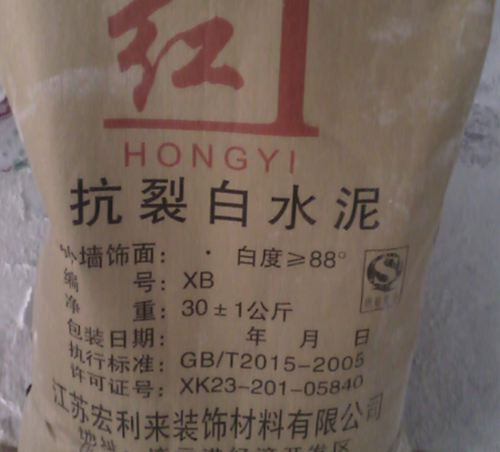 红
HONGYI
抗裂白水泥
外墙饰面： · 白度≥88°
编 号：XB
净 重：30±1公斤
包装日期： 年 月 日
执行标准：GB/T2015-2005
许可证号：XK23-201-05840
江苏宏利来装饰材料有限公司